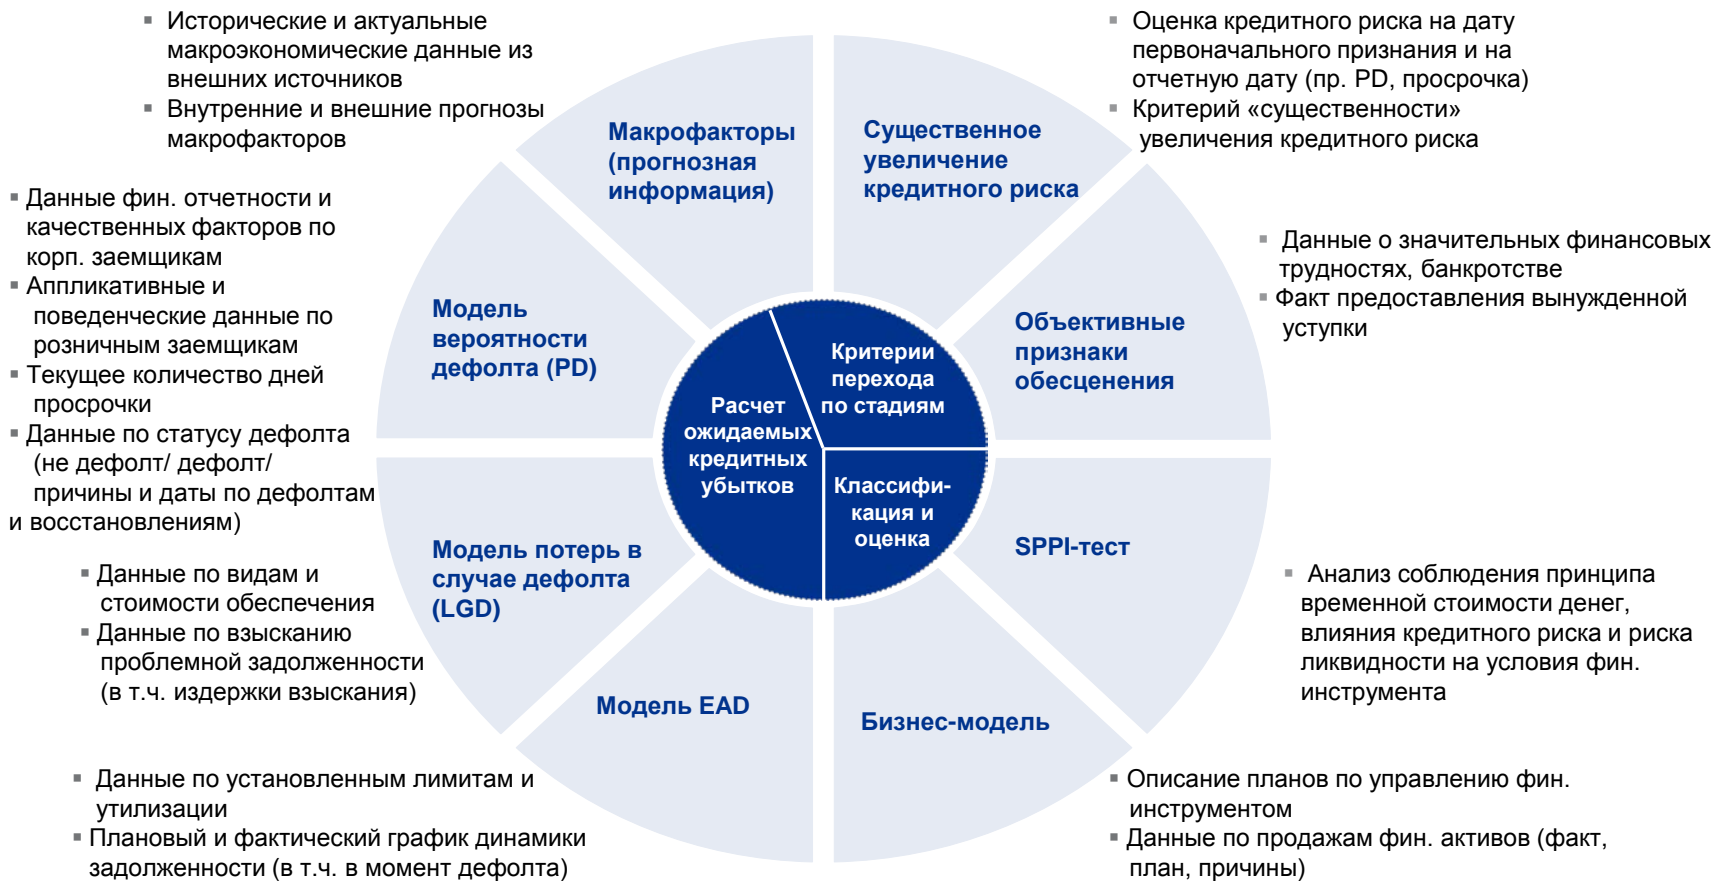 Исторические и актуальные
макроэкономические данные из
внешних источников
Внутренние и внешние прогнозы
макрофакторов
Данные фин. отчетности и
качественных факторов по
корп. заемщикам
Аппликативные и
поведенческие данные по
розничным заемщикам
Текущее количество дней
просрочки
Данные по статусу дефолта
(не дефолт/ дефолт/
причины и даты по дефолтам
и восстановлениям)
Данные по видам и
стоимости обеспечения
Данные по взысканию
проблемной задолженности
(в т.ч. издержки взыскания)
Данные по установленным лимитам и
утилизации
Плановый и фактический график динамики
задолженности (в т.ч. в момент дефолта)
Макрофакторы
(прогнозная
информация)
Существенное
увеличение
кредитного риска
Модель
вероятности
дефолта (PD)
Объективные
признаки
обесценения
Критерии
перехода
по стадиям
Расчет
ожидаемых
кредитных
убытков
Классифи-
кация и
оценка
Модель потерь в
случае дефолта
(LGD)
SPPI-тест
Модель EAD
Бизнес-модель
Оценка кредитного риска на дату
первоначального признания и на
отчетную дату (пр. PD, просрочка)
Критерий «существенности»
увеличения кредитного риска
Данные о значительных финансовых
трудностях, банкротстве
Факт предоставления вынужденной
уступки
Анализ соблюдения принципа
временной стоимости денег,
влияния кредитного риска и риска
ликвидности на условия фин.
инструмента
Описание планов по управлению фин.
инструментом
Данные по продажам фин. активов (факт,
план, причины)